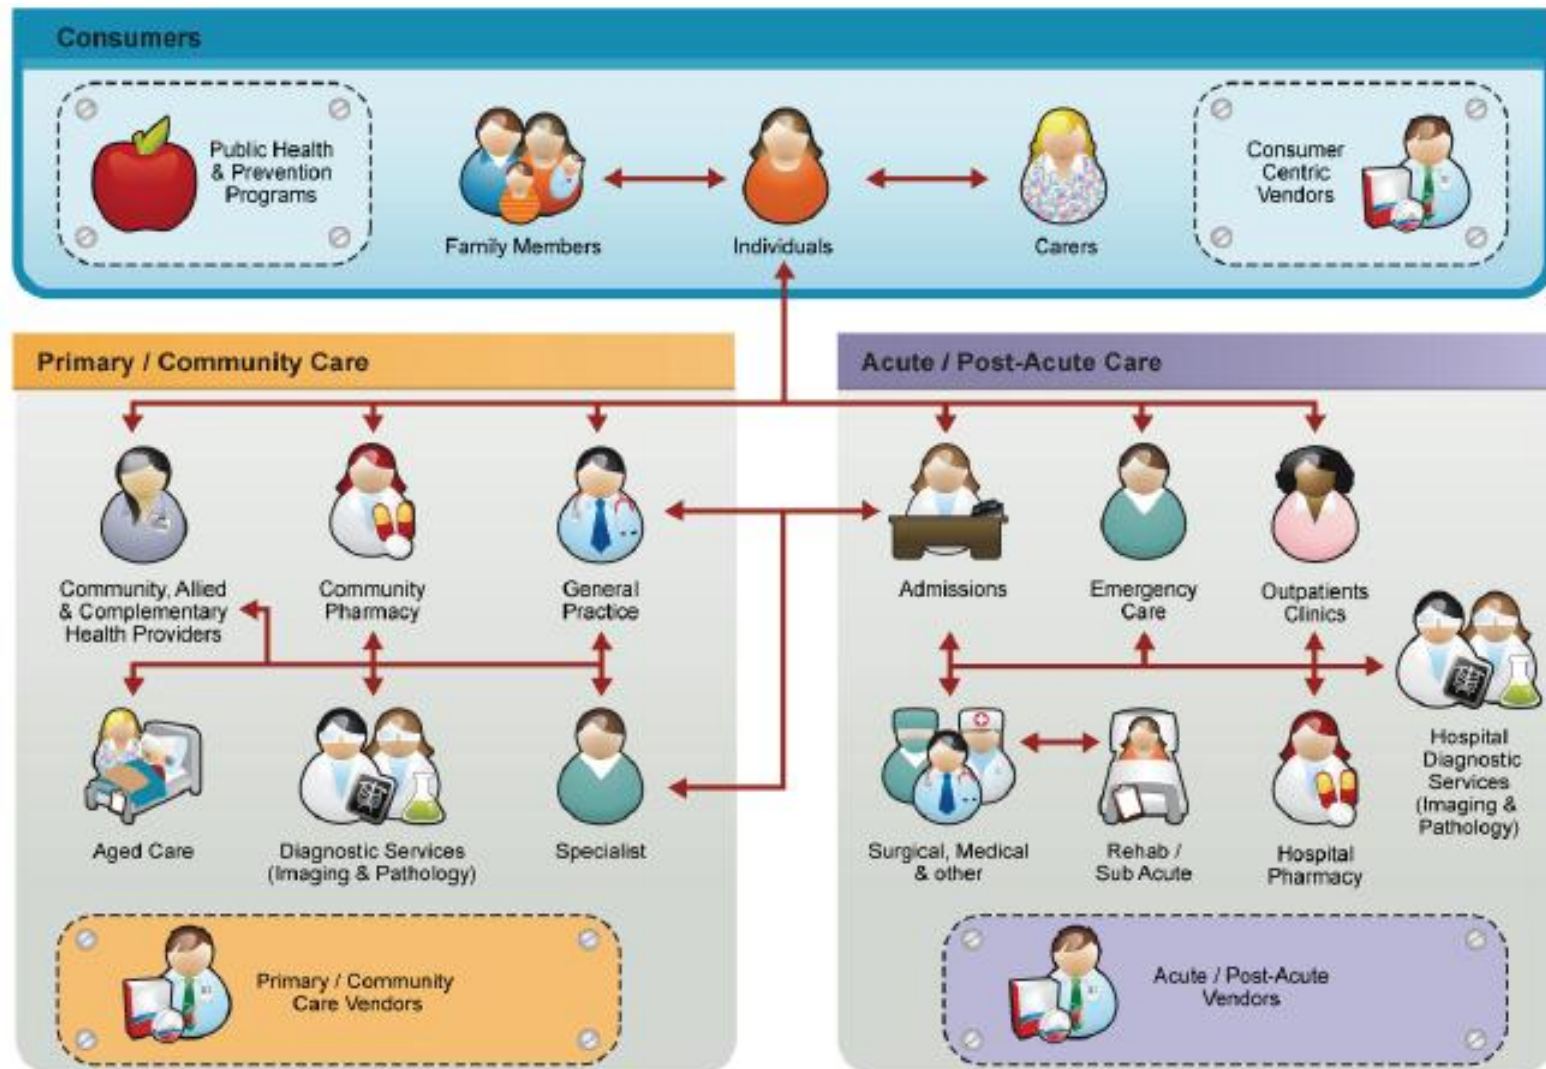 Consumers
Public Health
& Prevention
Programs
Family Members
Individuals
Carers
Consumer
Centric
Vendors
Primary / Community Care
Community, Allied
& Complementary
Health Providers
Community
Pharmacy
General
Practice
Aged Care
Diagnostic Services
(Imaging & Pathology)
Specialist
Primary / Community
Care Vendors
Acute / Post-Acute Care
Admissions
Emergency
Care
Outpatients
Clinics
Surgical, Medical
& other
Rehab /
Sub Acute
Hospital
Pharmacy
Hospital
Diagnostic
Services
(Imaging &
Pathology)
Acute / Post-Acute
Vendors